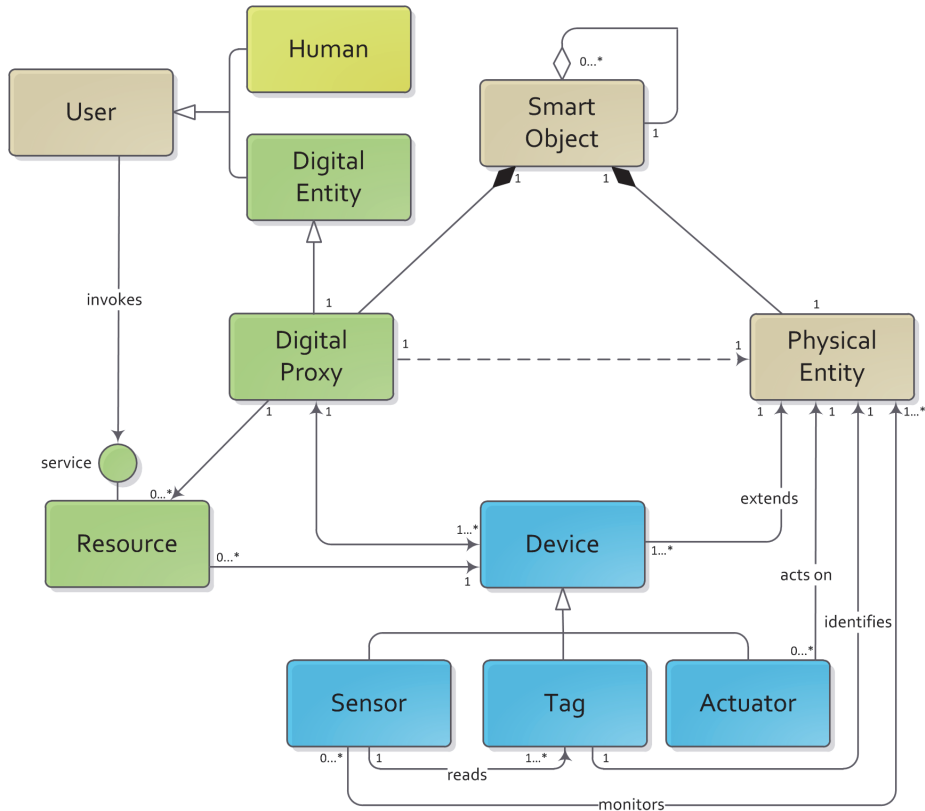 Human
User
Smart
Object
0...*
1
Digital
Entity
1
1
invokes
1
1
Digital
Proxy
1
1
Physical
Entity
1
1
1
1
1
1...*
service
0...*
extends
1...*
Resource
0...*
1
Device
1...*
acts on
identifies
0...*
Sensor
Tag
Actuator
0...*
1
1...*
1
reads
monitors